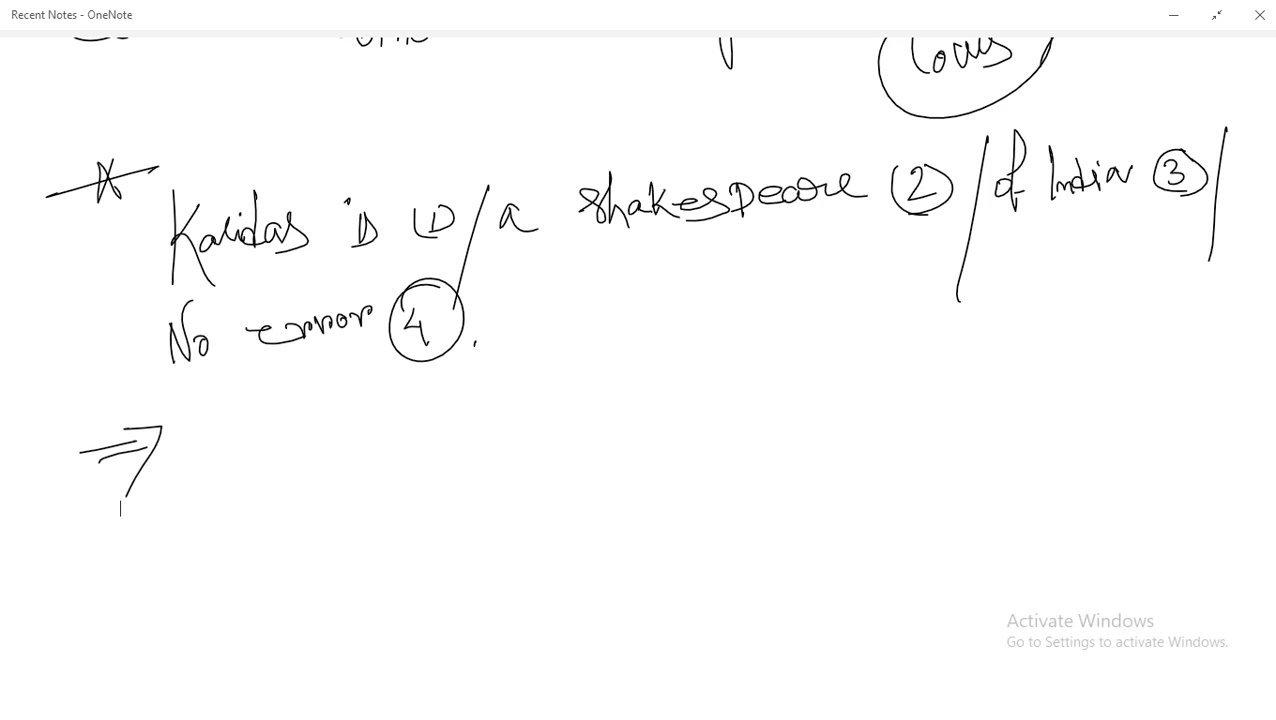 Recent Notes - OneNote
Locus
Kalidas is (1) / a shakespeare (2) / of India (3) /
No error (4).
Activate Windows
Go to Settings to activate Windows.